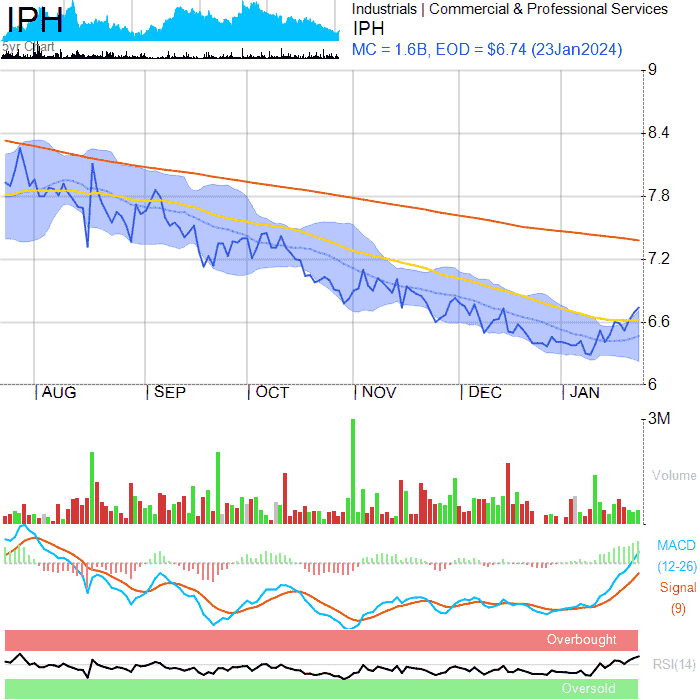 IPH
5yr Chart
Industrials | Commercial & Professional Services
IPH
MC = 1.6B, EOD = $6.74 (23Jan2024)
9
8.4
7.8
7.2
6.6
6
AUG SEP OCT NOV DEC JAN
3M
Volume
MACD
(12-26)
Signal
(9)
Overbought
RSI(14)
Oversold